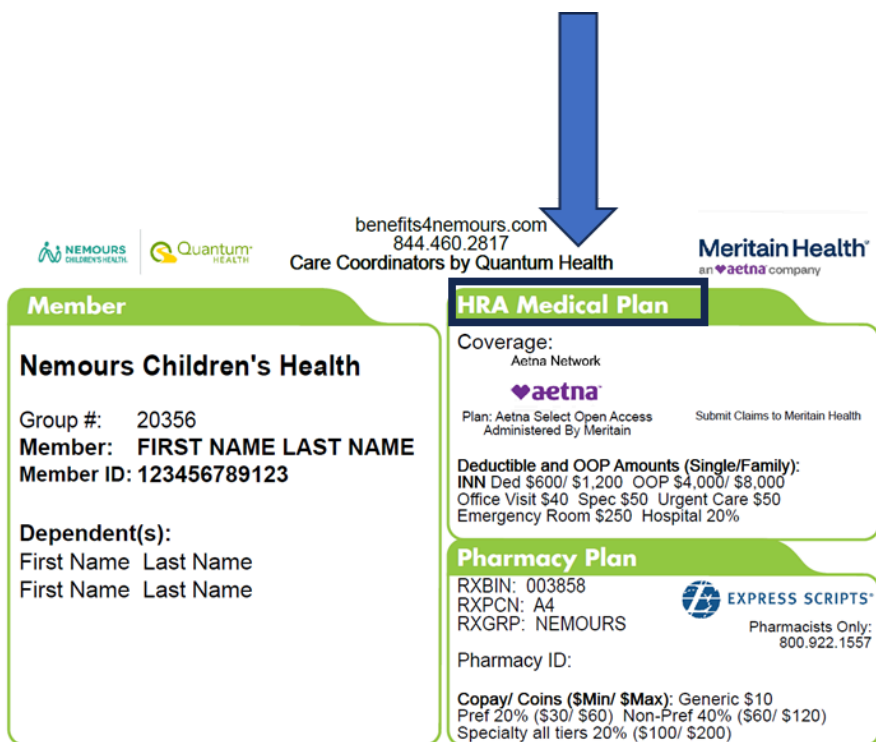 benefits4nemours.com
844.460.2817
Care Coordinators by Quantum Health
NEMOURS
CHILDREN'S HEALTH.
Quantum
HEALTH
Meritain Health®
an aetna company
Member
Nemours Children's Health
Group #: 20356
Member: FIRST NAME LAST NAME
Member ID: 123456789123
Dependent(s):
First Name Last Name
First Name Last Name
HRA Medical Plan
Coverage:
Aetna Network
aetna
Plan: Aetna Select Open Access
Administered By Meritain
Submit Claims to Meritain Health
Deductible and OOP Amounts (Single/Family):
INN Ded $600/ $1,200 OOP $4,000/ $8,000
Office Visit $40 Spec $50 Urgent Care $50
Emergency Room $250 Hospital 20%
Pharmacy Plan
RXBIN: 003858
RXPCN: A4
RXGRP: NEMOURS
Pharmacy ID:
EXPRESS SCRIPTS®
Pharmacists Only:
800.922.1557
Copay/ Coins ($Min/ $Max): Generic $10
Pref 20% ($30/ $60) Non-Pref 40% ($60/ $120)
Specialty all tiers 20% ($100/ $200)